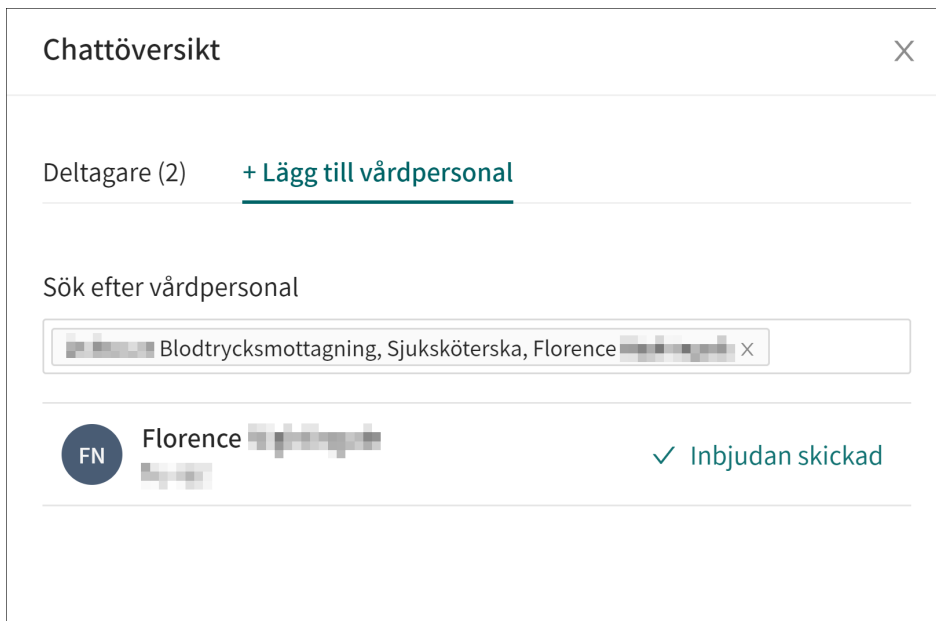 Chattöversikt
Deltagare (2) + Lägg till vårdpersonal
Sök efter vårdpersonal
Blodtrycksmottagning, Sjuksköterska, Florence
Florence
FN
Inbjudan skickad